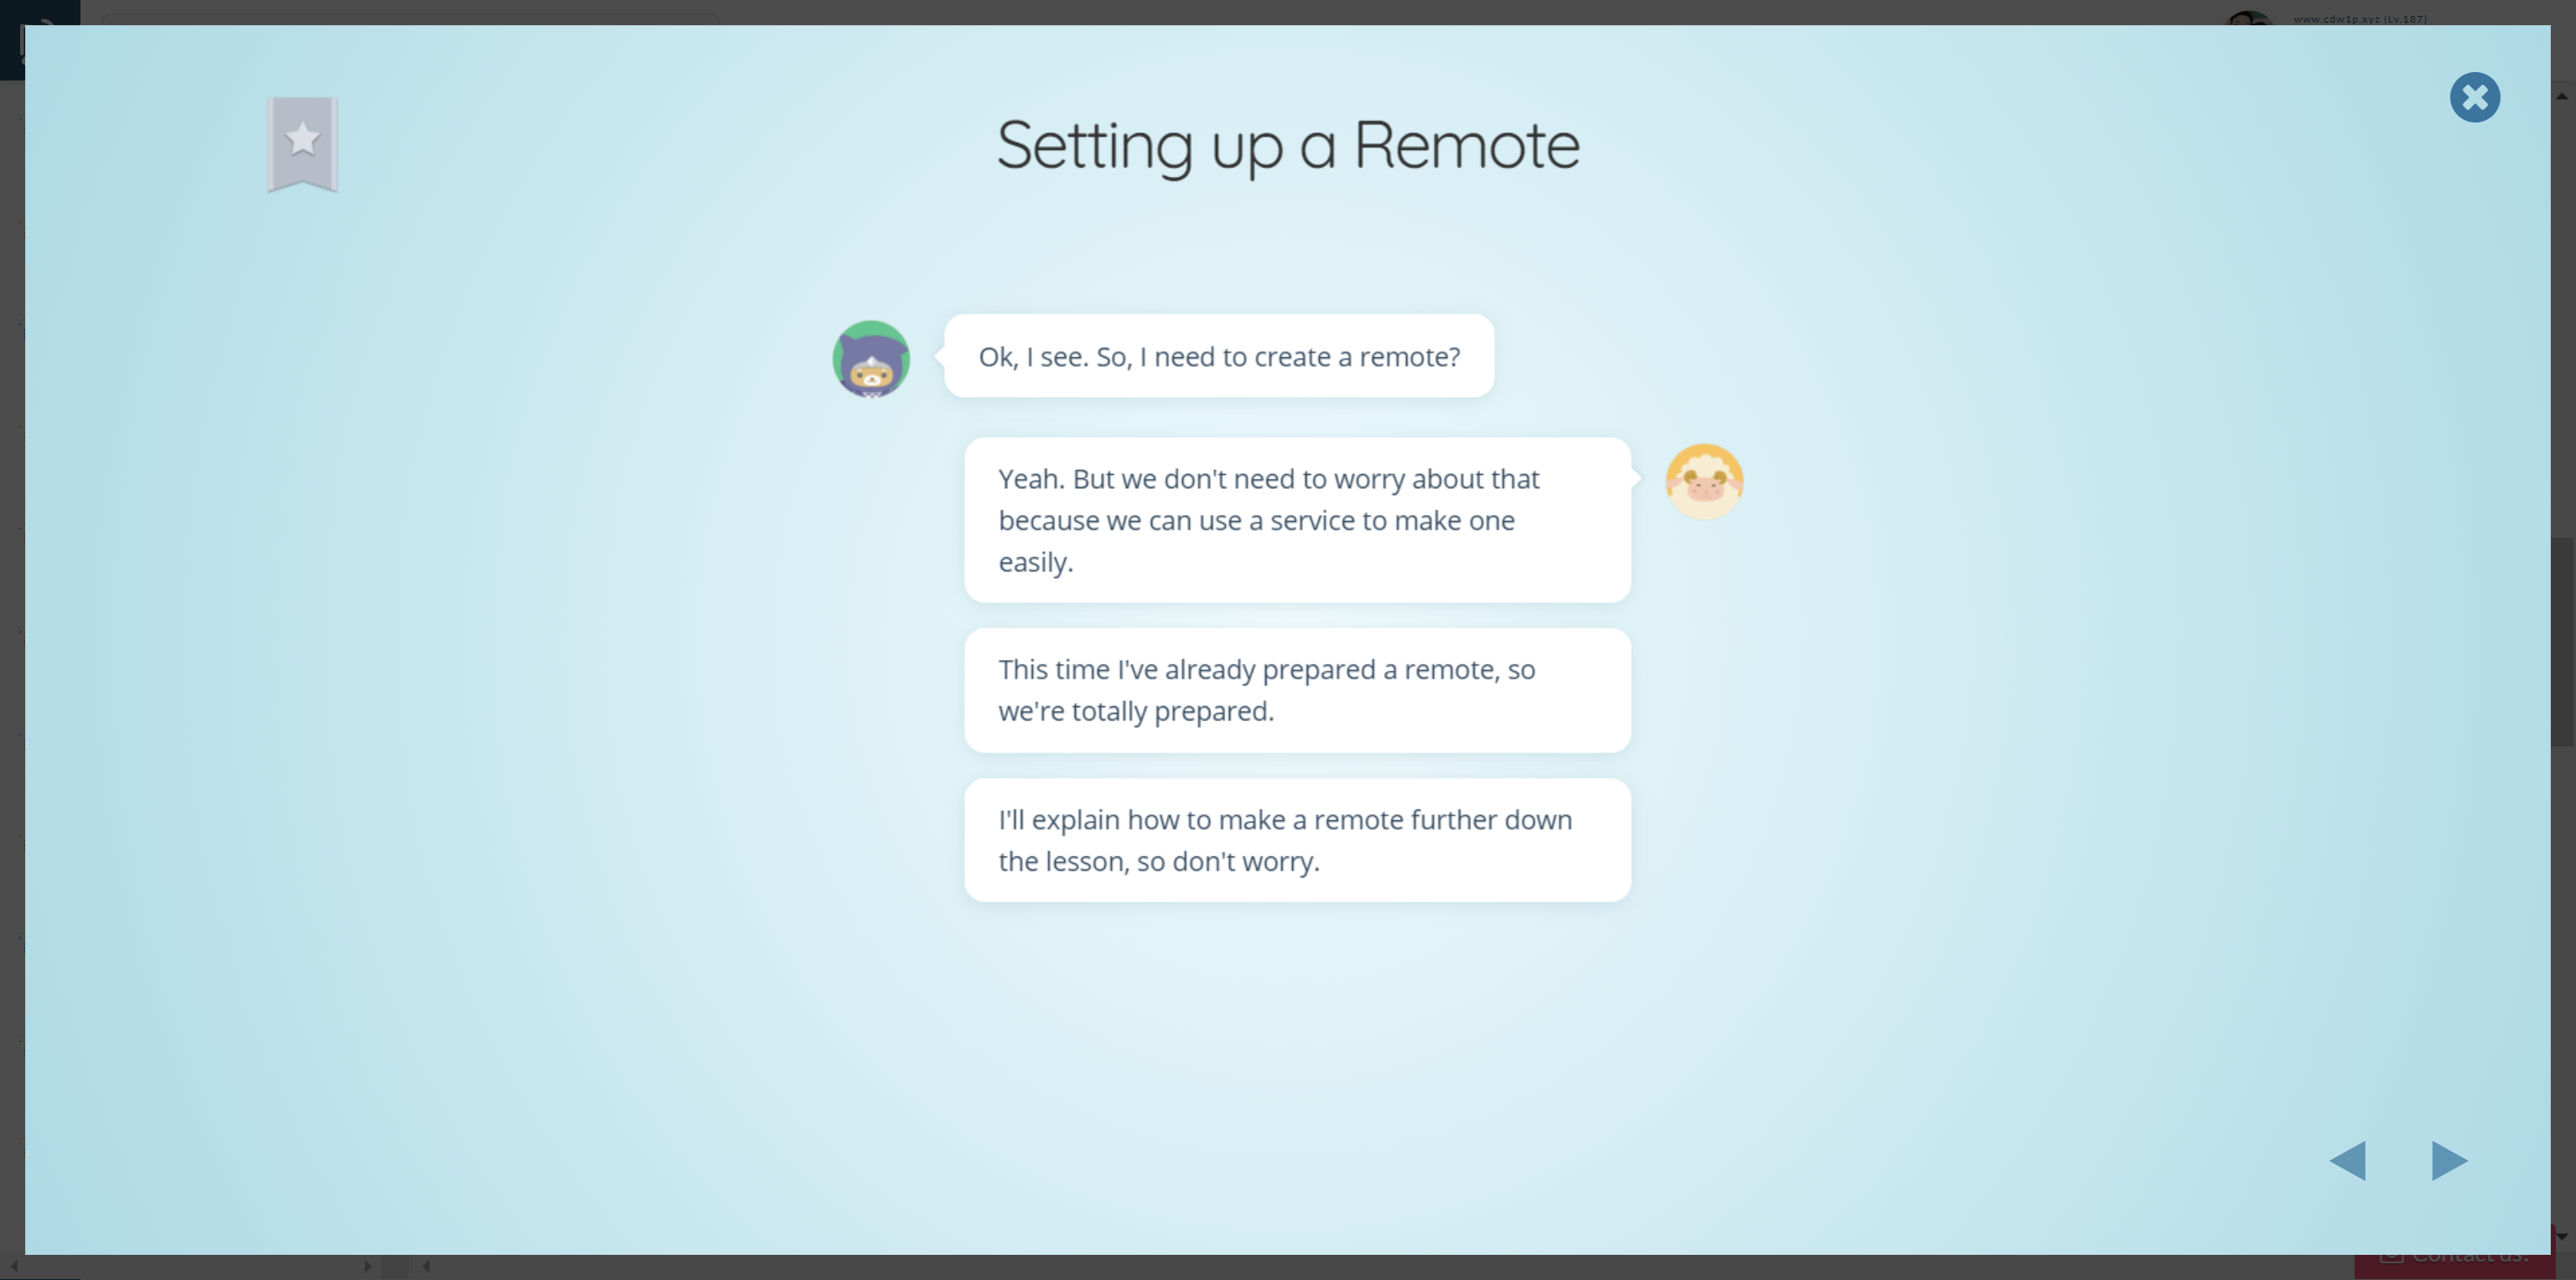 www.cdw1p.xyz (Lv.187)
Setting up a Remote
Ok, I see. So, I need to create a remote?
Yeah. But we don't need to worry about that
because we can use a service to make one
easily.
This time I've already prepared a remote, so
we're totally prepared.
I'll explain how to make a remote further down
the lesson, so don't worry.
Contact us!